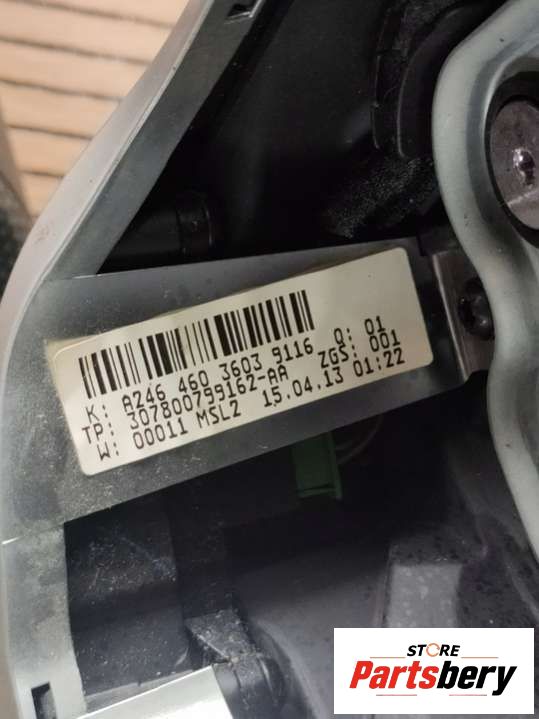 K: A246 460 3603 9116 Q: 01
TP: 307800799162-AA ZGS: 001
W: 00011 MSL2 15.04.13 01:22
STORE
Partsbery